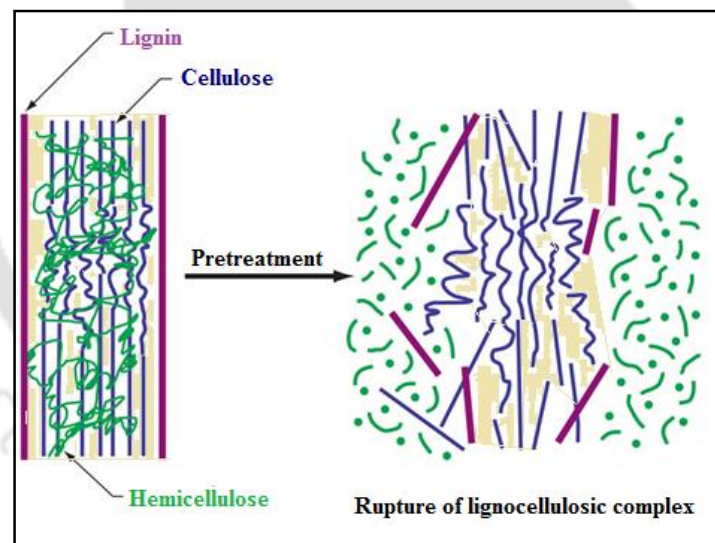 Lignin
Cellulose
Pretreatment
Hemicellulose
Rupture of lignocellulosic complex